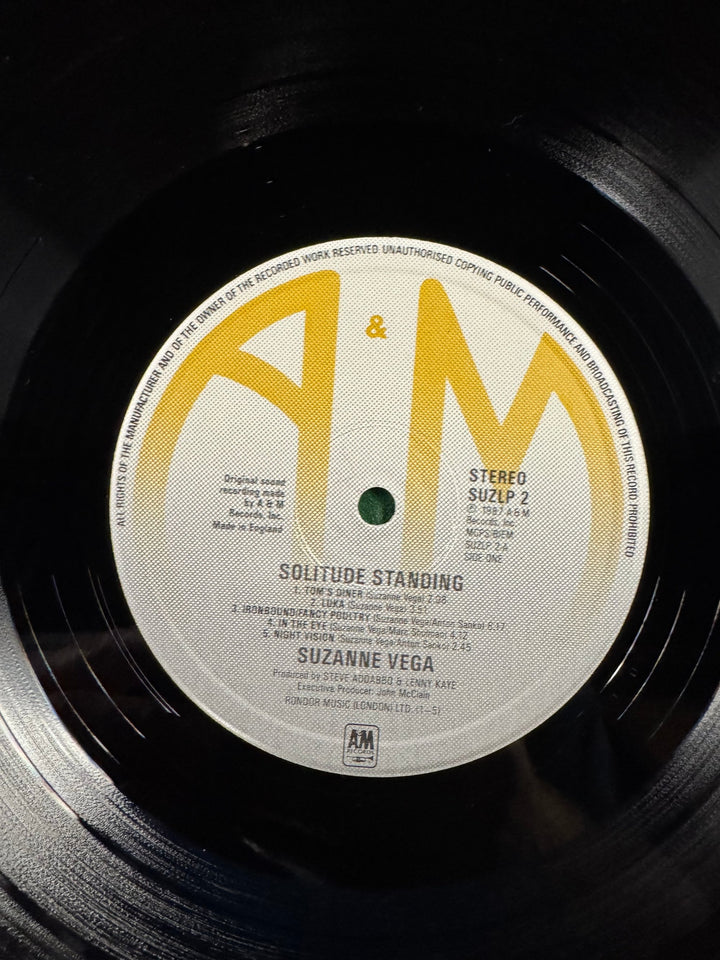 ALL RIGHTS OF THE MANUFACTURER AND OF THE OWNER OF THE RECORDED WORK RESERVED. UNAUTHORISED COPYING PUBLIC PERFORMANCE AND BROADCASTING OF THIS RECORD PROHIBITED
A & M
Original sound
recording made
by A & M
Records, Inc.
Made in England
STEREO
SUZLP 2
℗ 1987 A & M
Records, Inc.
MCPS/BIEM
SUZLP 2-A
SIDE ONE
SOLITUDE STANDING
1. TOM'S DINER (Suzanne Vega)
2. LUKA (Suzanne Vega) 3.51
3. IRONBOUND/FANCY POULTRY (Suzanne Vega/Anton Sanko) 6.17
4. IN THE EYE (Suzanne Vega/Marc Shulman) 4.12
5. NIGHT VISION (Suzanne Vega/Anton Sanko) 2.45
SUZANNE VEGA
Produced by STEVE ADDABBO & LENNY KAYE
Executive Producer: John McClain
RONDOR MUSIC (LONDON) LTD. (1–5)
A&M
RECORDS